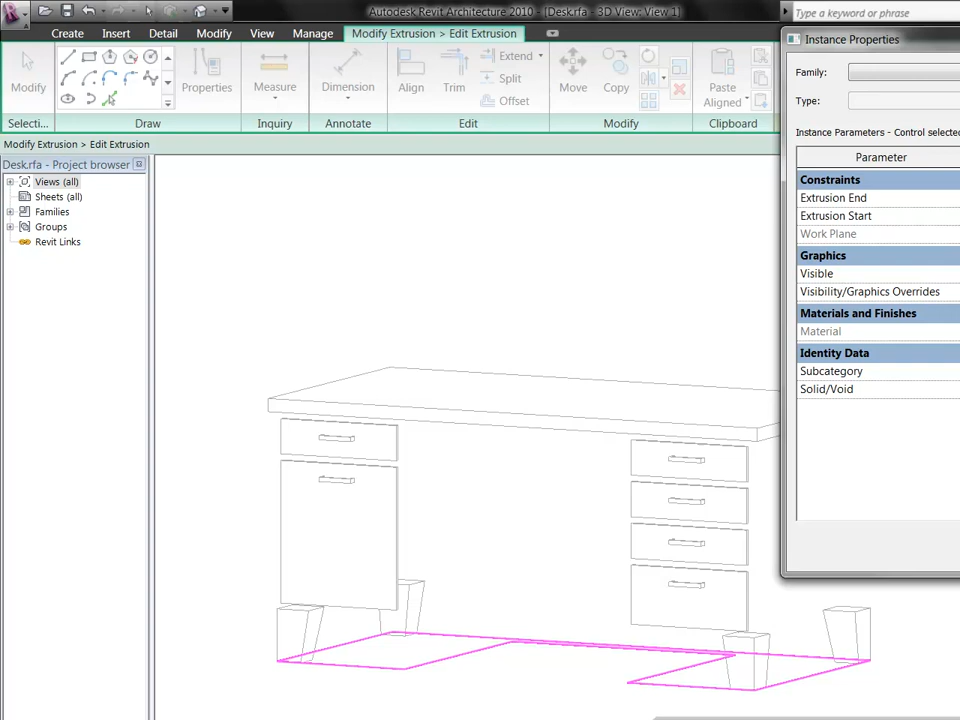 Autodesk Revit Architecture 2010 - [Desk.rfa - 3D View: View 1]
Type a keyword or phrase
Create Insert Detail Modify View Manage Modify Extrusion > Edit Extrusion
Instance Properties
Extend
Split
Offset
Modify
Properties
Measure
Dimension
Align
Trim
Move
Copy
Paste
Aligned
Family:
Type:
Selecti... Draw Inquiry Annotate Edit Modify Clipboard
Instance Parameters - Control selected
Modify Extrusion > Edit Extrusion
Desk.rfa - Project browser
Views (all)
Sheets (all)
Families
Groups
Revit Links
Parameter
Constraints
Extrusion End
Extrusion Start
Work Plane
Graphics
Visible
Visibility/Graphics Overrides
Materials and Finishes
Material
Identity Data
Subcategory
Solid/Void